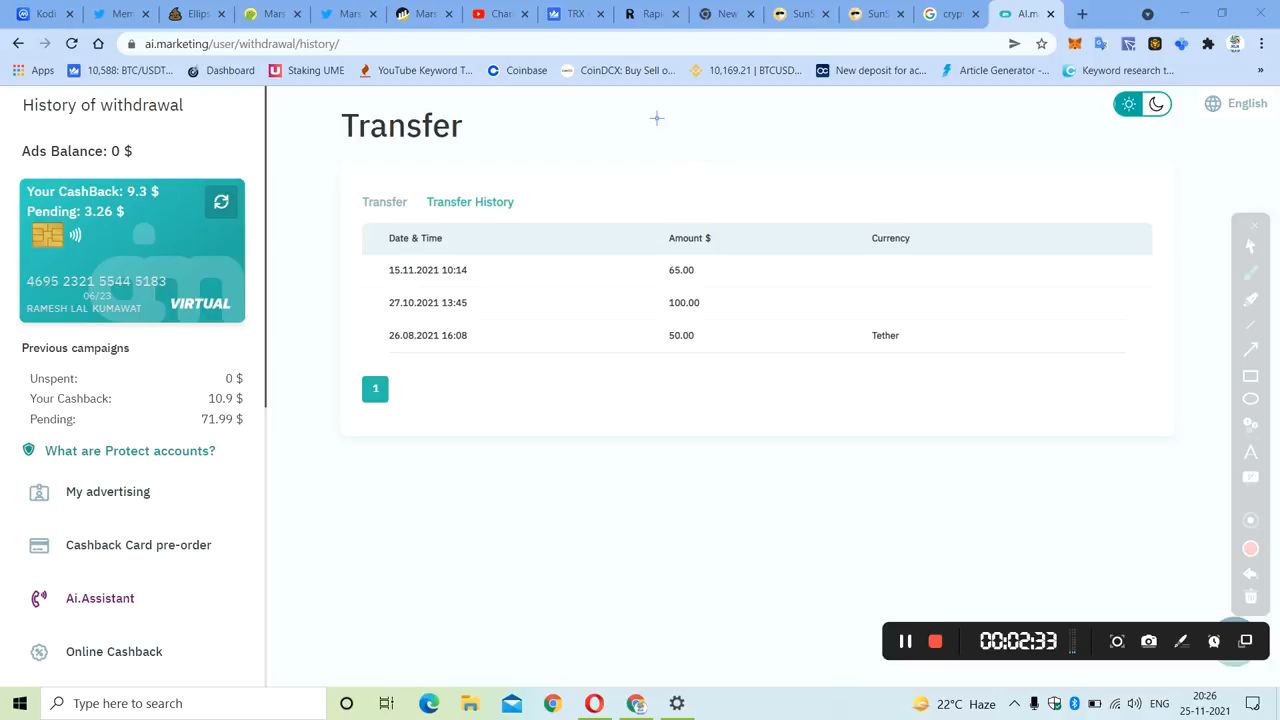 Kodi
Mem
Ellips
Mars
Mars
Mars
Chan
TRX
Rapi
New
SunS
SunS
crypt
AI.m
ai.marketing/user/withdrawal/history/
Apps
10,588: BTC/USDT...
Dashboard
Staking UME
YouTube Keyword T...
Coinbase
CoinDCX: Buy Sell o...
10,169.21 | BTCUSD...
New deposit for ac...
Article Generator -...
Keyword research t...
»
History of withdrawal
Ads Balance: 0 $
Your CashBack: 9.3 $
Pending: 3.26 $
4695 2321 5544 5183
06/23
RAMESH LAL KUMAWAT
VIRTUAL
Previous campaigns
Unspent: 0 $
Your Cashback: 10.9 $
Pending: 71.99 $
What are Protect accounts?
My advertising
Cashback Card pre-order
Ai.Assistant
Online Cashback
English
Transfer
Transfer Transfer History
Date & Time Amount $ Currency
15.11.2021 10:14 65.00
27.10.2021 13:45 100.00
26.08.2021 16:08 50.00 Tether
1
00:02:33
Type here to search
22°C Haze
ENG
20:26
25-11-2021